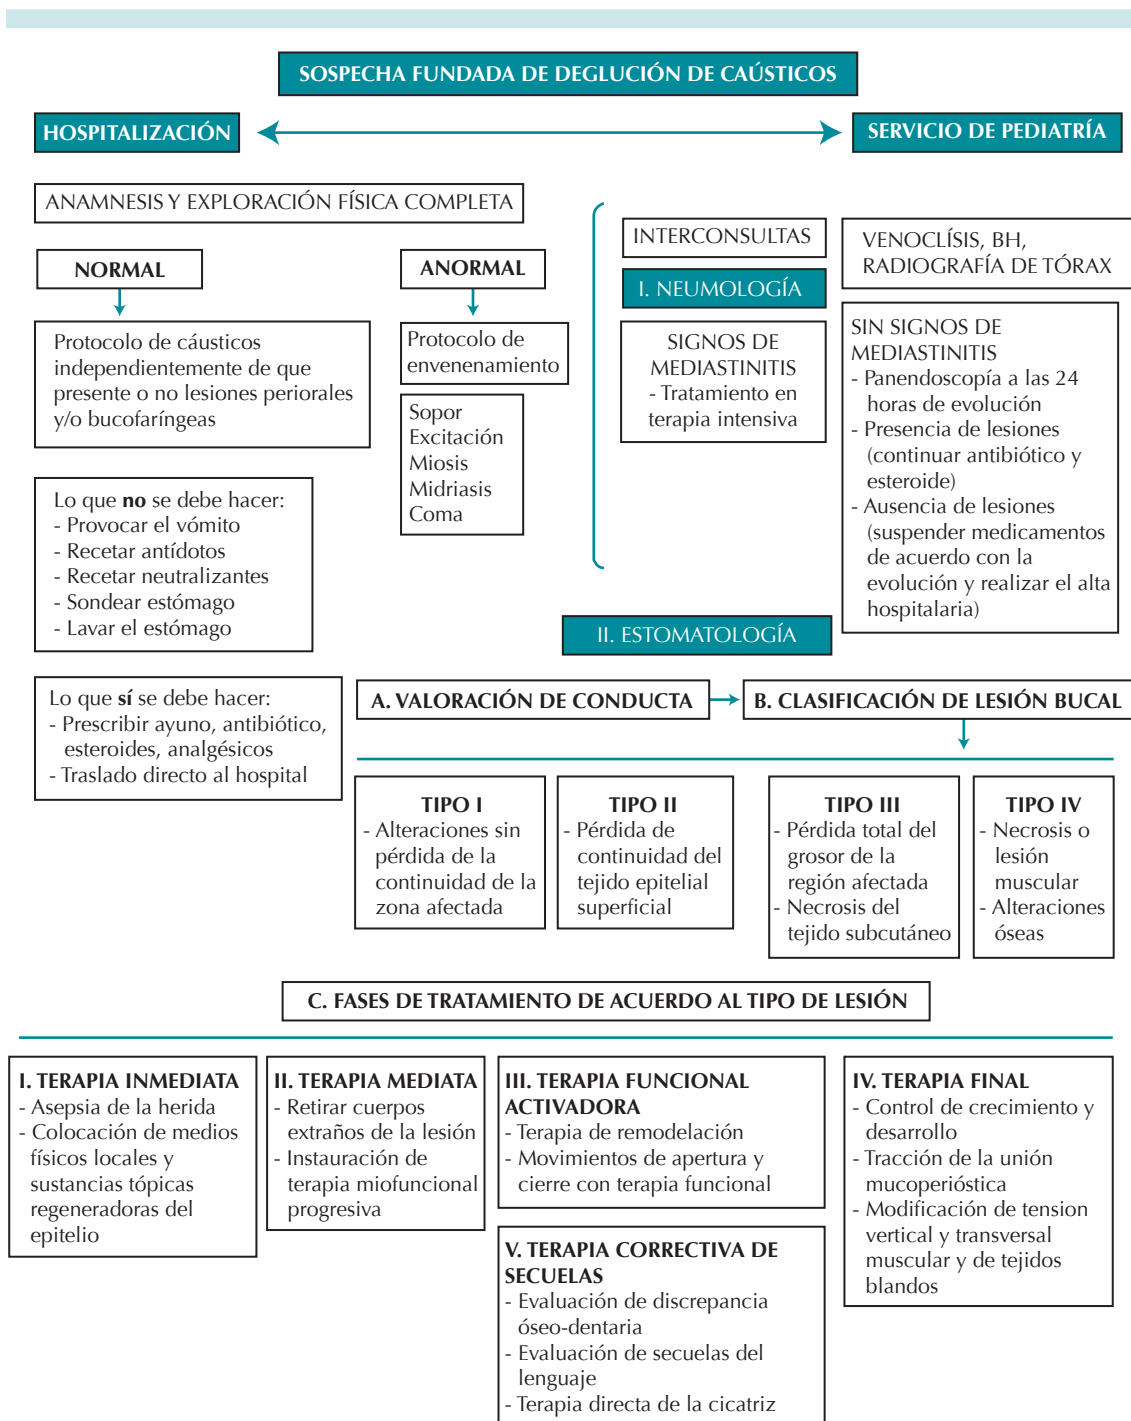 SOSPECHA FUNDADA DE DEGLUCIÓN DE CAÚSTICOS
HOSPITALIZACIÓN
SERVICIO DE PEDIATRÍA
ANAMNESIS Y EXPLORACIÓN FÍSICA COMPLETA
NORMAL
Protocolo de cáusticos
independientemente de que
presente o no lesiones periorales
y/o bucofaríngeas
Lo que no se debe hacer:
- Provocar el vómito
- Recetar antídotos
- Recetar neutralizantes
- Sondear estómago
- Lavar el estómago
Lo que sí se debe hacer:
- Prescribir ayuno, antibiótico,
esteroides, analgésicos
- Traslado directo al hospital
ANORMAL
Protocolo de
envenenamiento
Sopor
Excitación
Miosis
Midriasis
Coma
INTERCONSULTAS
I. NEUMOLOGÍA
SIGNOS DE
MEDIASTINITIS
- Tratamiento en
terapia intensiva
VENOCLÍSIS, BH,
RADIOGRAFÍA DE TÓRAX
SIN SIGNOS DE
MEDIASTINITIS
- Panendoscopía a las 24
horas de evolución
- Presencia de lesiones
(continuar antibiótico y
esteroide)
- Ausencia de lesiones
(suspender medicamentos
de acuerdo con la
evolución y realizar el alta
hospitalaria)
II. ESTOMATOLOGÍA
A. VALORACIÓN DE CONDUCTA
B. CLASIFICACIÓN DE LESIÓN BUCAL
TIPO I
- Alteraciones sin
pérdida de la
continuidad de la
zona afectada
TIPO II
- Pérdida de
continuidad del
tejido epitelial
superficial
TIPO III
- Pérdida total del
grosor de la
región afectada
- Necrosis del
tejido subcutáneo
TIPO IV
- Necrosis o
lesión
muscular
- Alteraciones
óseas
C. FASES DE TRATAMIENTO DE ACUERDO AL TIPO DE LESIÓN
I. TERAPIA INMEDIATA
- Asepsia de la herida
- Colocación de medios
físicos locales y
sustancias tópicas
regeneradoras del
epitelio
II. TERAPIA MEDIATA
- Retirar cuerpos
extraños de la lesión
- Instauración de
terapia miofuncional
progresiva
III. TERAPIA FUNCIONAL
ACTIVADORA
- Terapia de remodelación
- Movimientos de apertura y
cierre con terapia funcional
IV. TERAPIA FINAL
- Control de crecimiento y
desarrollo
- Tracción de la unión
mucoperióstica
- Modificación de tension
vertical y transversal
muscular y de tejidos
blandos
V. TERAPIA CORRECTIVA DE
SECUELAS
- Evaluación de discrepancia
óseo-dentaria
- Evaluación de secuelas del
lenguaje
- Terapia directa de la cicatriz